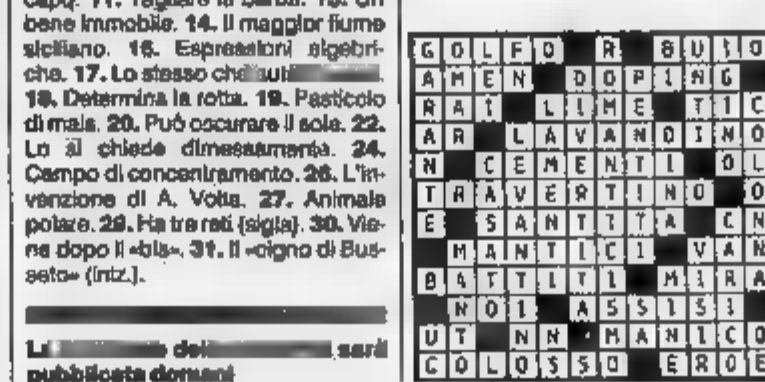 capo. 11. Tagliare la barba. 13. Un
bene immobile. 14. Il maggior fiume
siciliano. 16. Espressioni algebri-
che. 17. Lo stesso che
18. Determina la rotta. 19. Pasticcio
di mais. 20. Può oscurare il sole. 22.
Lo si chiede dimessamente. 24.
Campo di concentramento. 26. L'in-
venzione di A. Volta. 27. Animale
polare. 29. Ha tre reti (sigla). 30. Vie-
ne dopo il «bis». 31. Il «cigno di Bus-
seto» (iniz.).
sarà
pubblicata domani
GOLFO R BUIO
AMEN DOPING
RAI LIME TIC
AR LAVANDINO
N CEMENTI OL
TRAVERTINO O
E SANTITA CN
MANTICI VAN
BATTITI MIRA
NOI ASSISI
UT NN MANICO
COLOSSO EROE